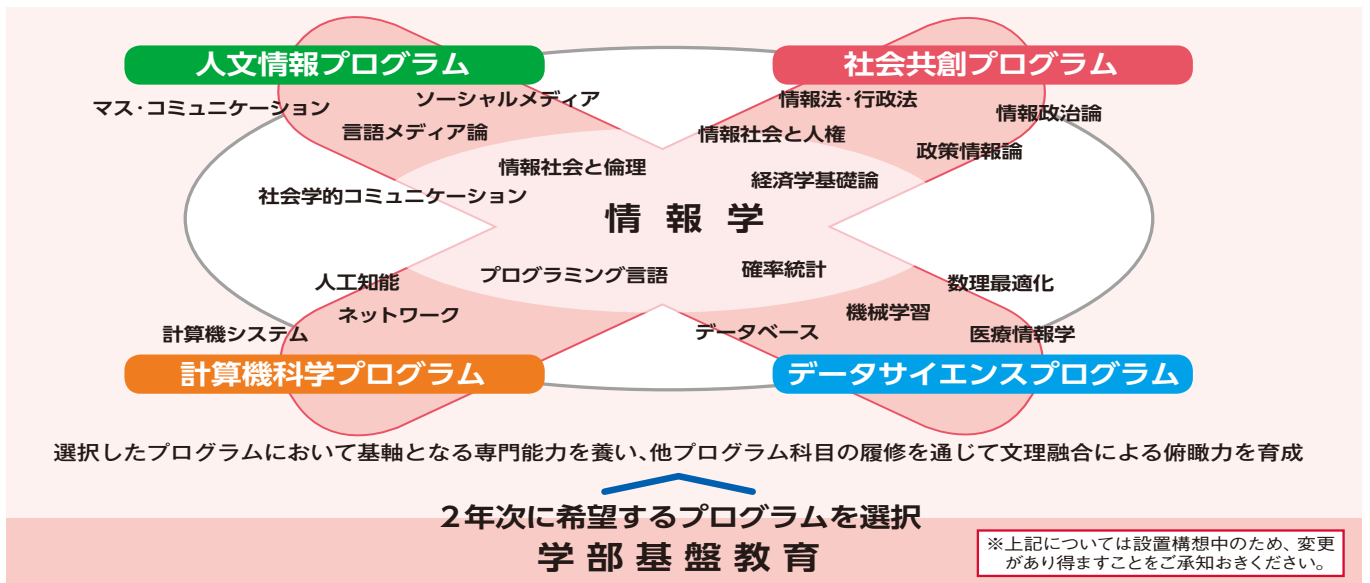 人文情報プログラム
社会共創プログラム
マス・コミュニケーション
ソーシャルメディア
言語メディア論
情報社会と倫理
社会学的コミュニケーション
情報法・行政法
情報政治論
情報社会と人権
政策情報論
経済学基礎論
情報学
人工知能
プログラミング言語
確率統計
数理最適化
ネットワーク
機械学習
計算機システム
データベース
医療情報学
計算機科学プログラム
データサイエンスプログラム
選択したプログラムにおいて基軸となる専門能力を養い、他プログラム科目の履修を通じて文理融合による俯瞰力を育成
2年次に希望するプログラムを選択
学部基盤教育
※上記については設置構想中のため、変更
があり得ますことをご承知おきください。